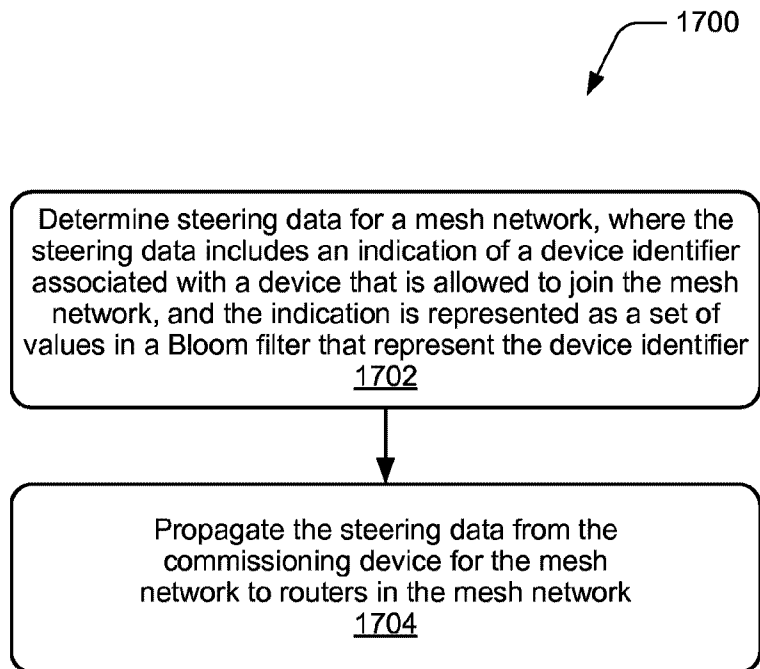 1700
Determine steering data for a mesh network, where the
steering data includes an indication of a device identifier
associated with a device that is allowed to join the mesh
network, and the indication is represented as a set of
values in a Bloom filter that represent the device identifier
1702
Propagate the steering data from the
commissioning device for the mesh
network to routers in the mesh network
1704